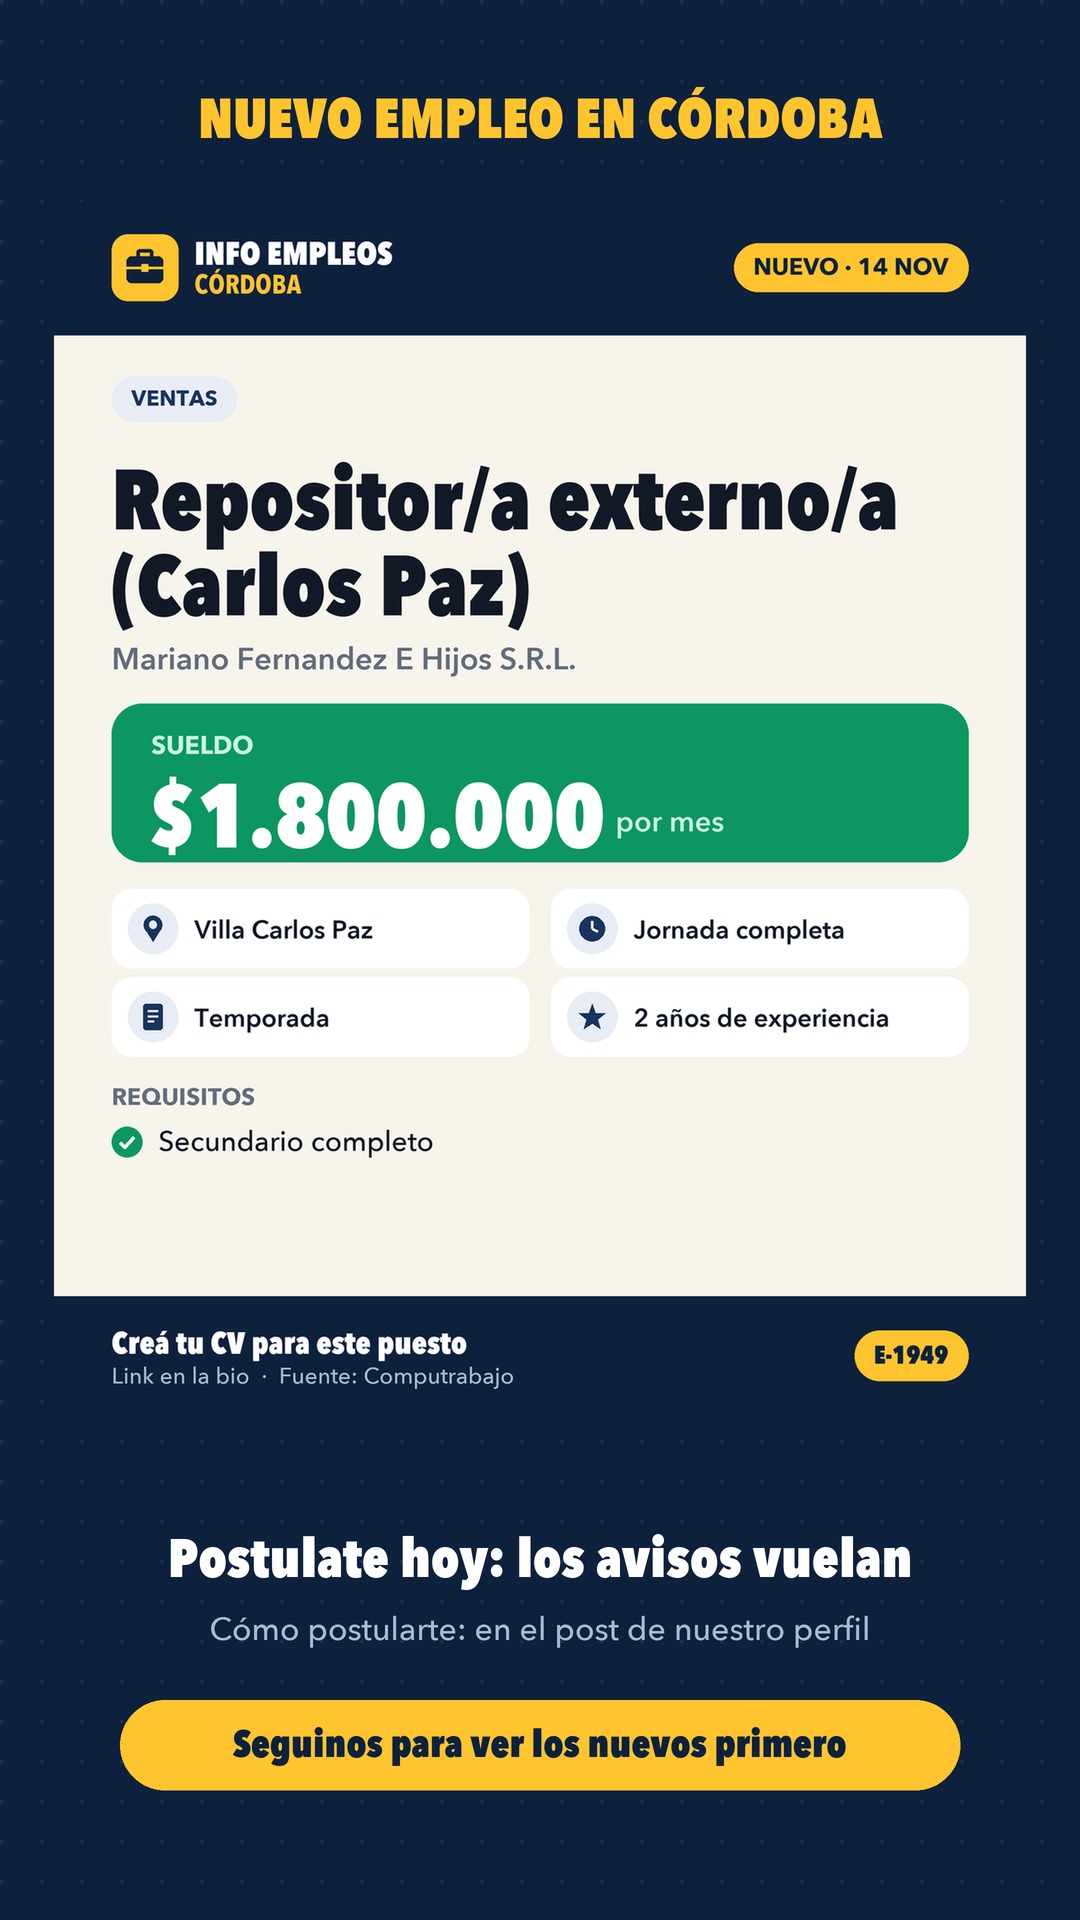 NUEVO EMPLEO EN CÓRDOBA
INFO EMPLEOS
CÓRDOBA
NUEVO · 14 NOV
VENTAS
Repositor/a externo/a
(Carlos Paz)
Mariano Fernandez E Hijos S.R.L.
SUELDO
$1.800.000 por mes
Villa Carlos Paz
Jornada completa
Temporada
2 años de experiencia
REQUISITOS
Secundario completo
Creá tu CV para este puesto
Link en la bio · Fuente: Computrabajo
E-1949
Postulate hoy: los avisos vuelan
Cómo postularte: en el post de nuestro perfil
Seguinos para ver los nuevos primero